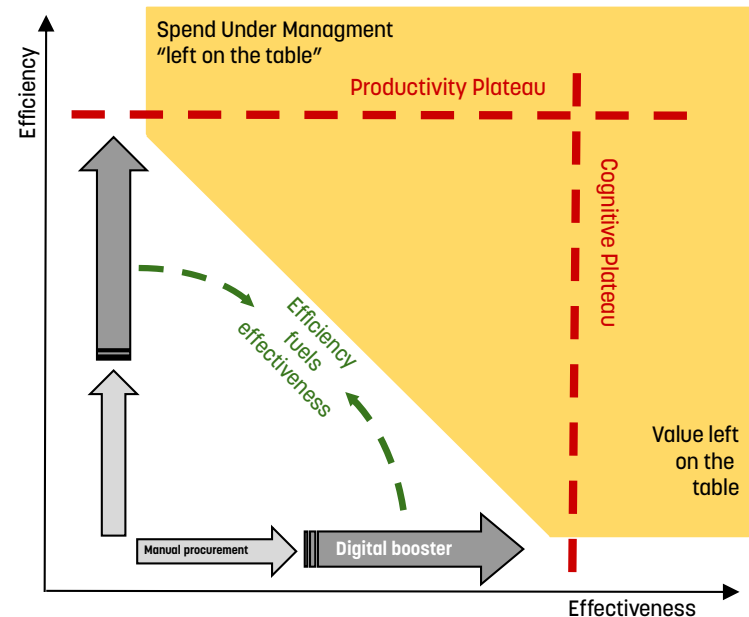 Spend Under Managment
“left on the table”
Productivity Plateau
Efficiency
Cognitive Plateau
Efficiency
fuels
effectiveness
Value left
on the
table
Manual procurement
Digital booster
Effectiveness